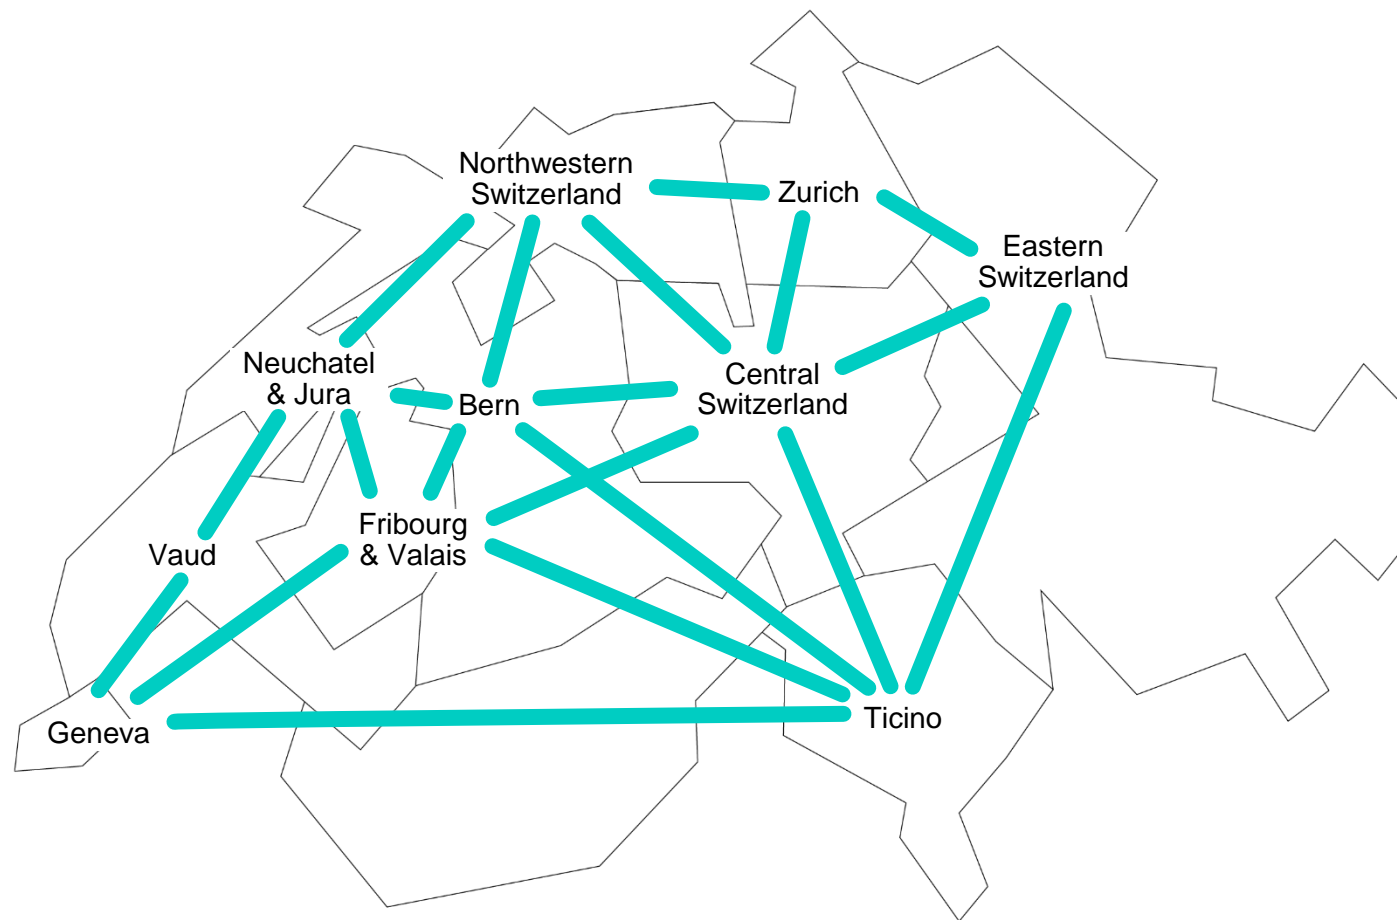 Northwestern
Switzerland
Zurich
Eastern
Switzerland
Neuchatel
& Jura
Bern
Central
Switzerland
Fribourg
& Valais
Vaud
Geneva
Ticino